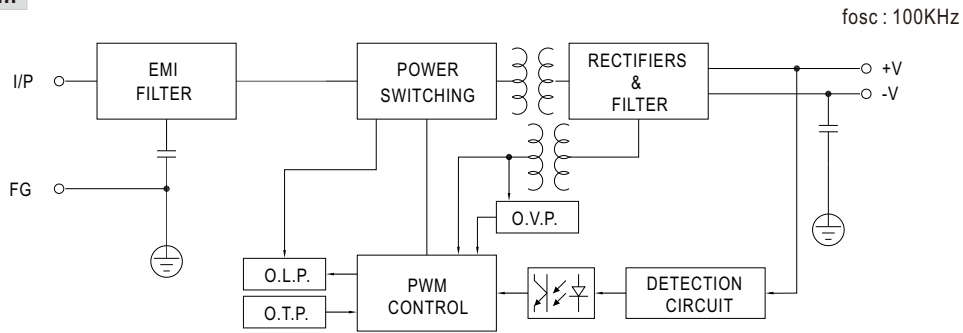 fosc : 100KHz
I/P
EMI
FILTER
POWER
SWITCHING
RECTIFIERS
&
FILTER
+V
-V
FG
O.V.P.
O.L.P.
O.T.P.
PWM
CONTROL
DETECTION
CIRCUIT